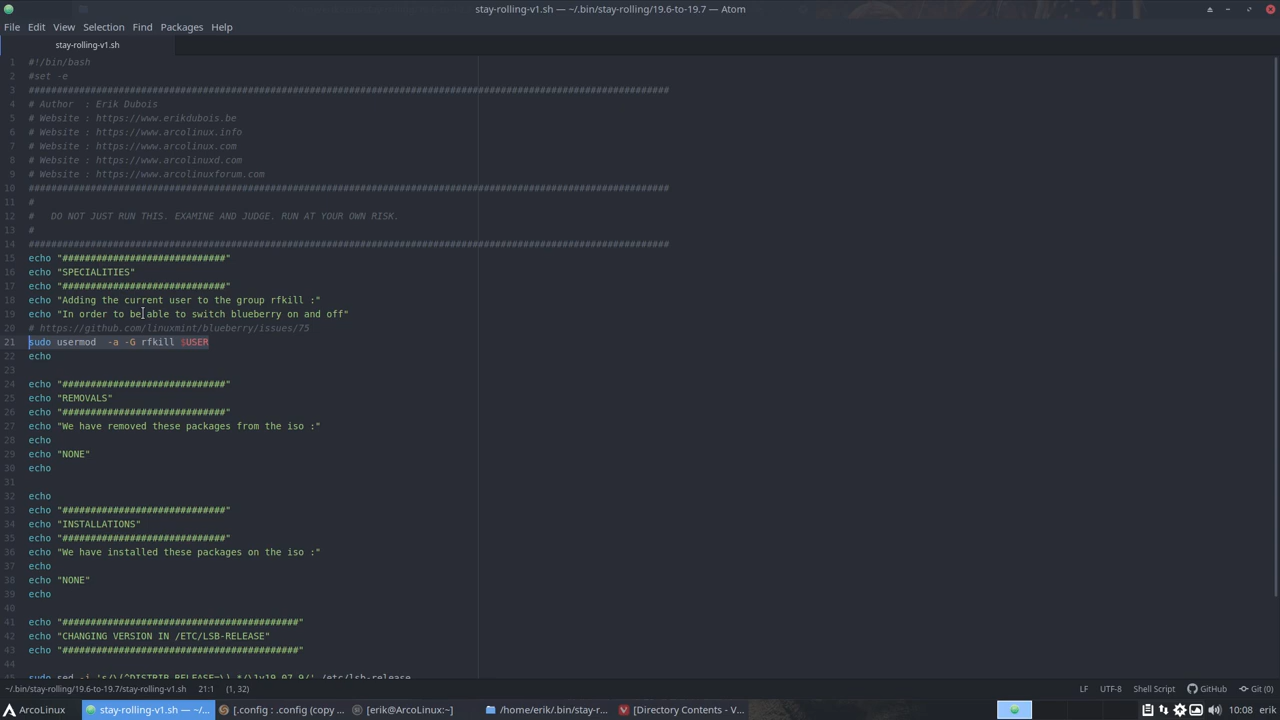 stay-rolling-v1.sh — ~/.bin/stay-rolling/19.6-to-19.7 — Atom
File Edit View Selection Find Packages Help
stay-rolling-v1.sh
1 #!/bin/bash
2 #set -e
3 ##################################################################################################################
4 # Author  : Erik Dubois
5 # Website : https://www.erikdubois.be
6 # Website : https://www.arcolinux.info
7 # Website : https://www.arcolinux.com
8 # Website : https://www.arcolinuxd.com
9 # Website : https://www.arcolinuxforum.com
10 ##################################################################################################################
11 #
12 #   DO NOT JUST RUN THIS. EXAMINE AND JUDGE. RUN AT YOUR OWN RISK.
13 #
14 ##################################################################################################################
15 echo "#############################"
16 echo "SPECIALITIES"
17 echo "#############################"
18 echo "Adding the current user to the group rfkill :"
19 echo "In order to be able to switch blueberry on and off"
20 # https://github.com/linuxmint/blueberry/issues/75
21 sudo usermod  -a -G rfkill $USER
22 echo
23
24 echo "#############################"
25 echo "REMOVALS"
26 echo "#############################"
27 echo "We have removed these packages from the iso :"
28 echo
29 echo "NONE"
30 echo
31
32 echo
33 echo "#############################"
34 echo "INSTALLATIONS"
35 echo "#############################"
36 echo "We have installed these packages on the iso :"
37 echo
38 echo "NONE"
39 echo
40
41 echo "##########################################"
42 echo "CHANGING VERSION IN /ETC/LSB-RELEASE"
43 echo "##########################################"
44
45 sudo sed -i 's/\(^DISTRIB_RELEASE=\).*/\1v19.07.9/' /etc/lsb-release
~/.bin/stay-rolling/19.6-to-19.7/stay-rolling-v1.sh 21:1 (1, 32) LF UTF-8 Shell Script GitHub Git (0)
ArcoLinux stay-rolling-v1.sh — ~/... [.config : .config (copy ... [erik@ArcoLinux:~] /home/erik/.bin/stay-r... [Directory Contents - V... 10:08 erik